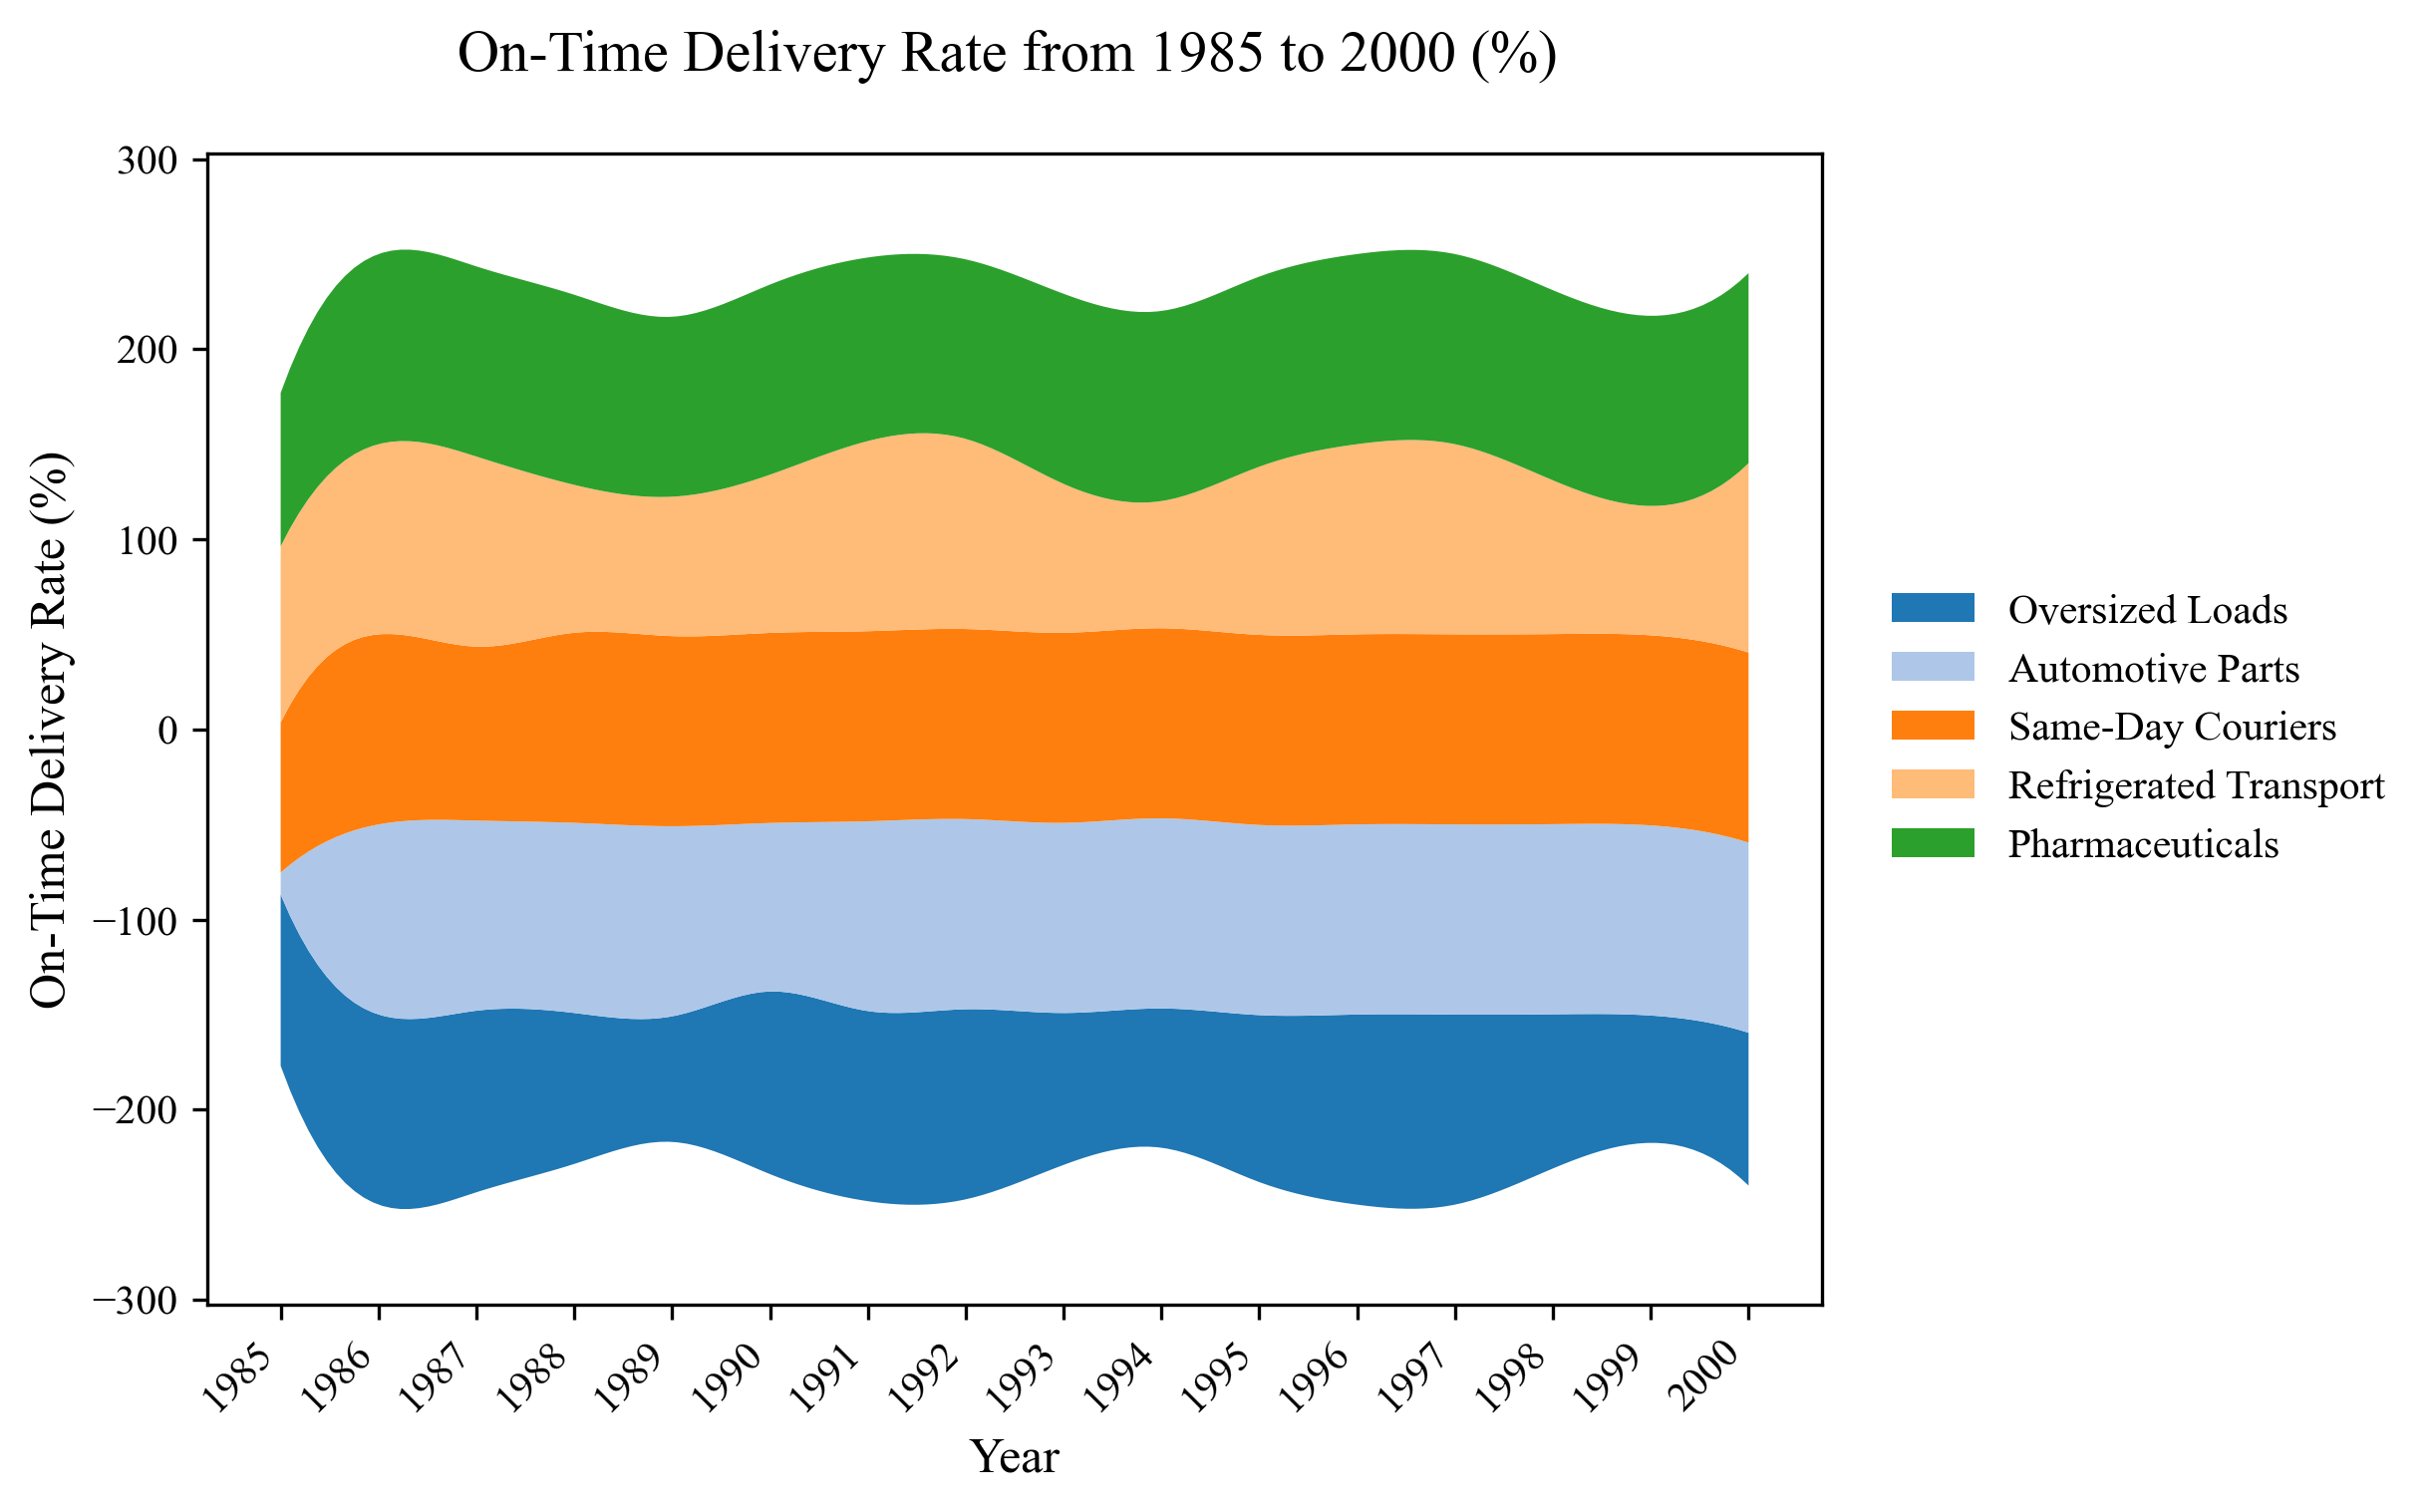 On-Time Delivery Rate from 1985 to 2000 (%)
On-Time Delivery Rate (%)
300
200
100
0
−100
−200
−300
1985
1986
1987
1988
1989
1990
1991
1992
1993
1994
1995
1996
1997
1998
1999
2000
Year
Oversized Loads
Automotive Parts
Same-Day Couriers
Refrigerated Transport
Pharmaceuticals